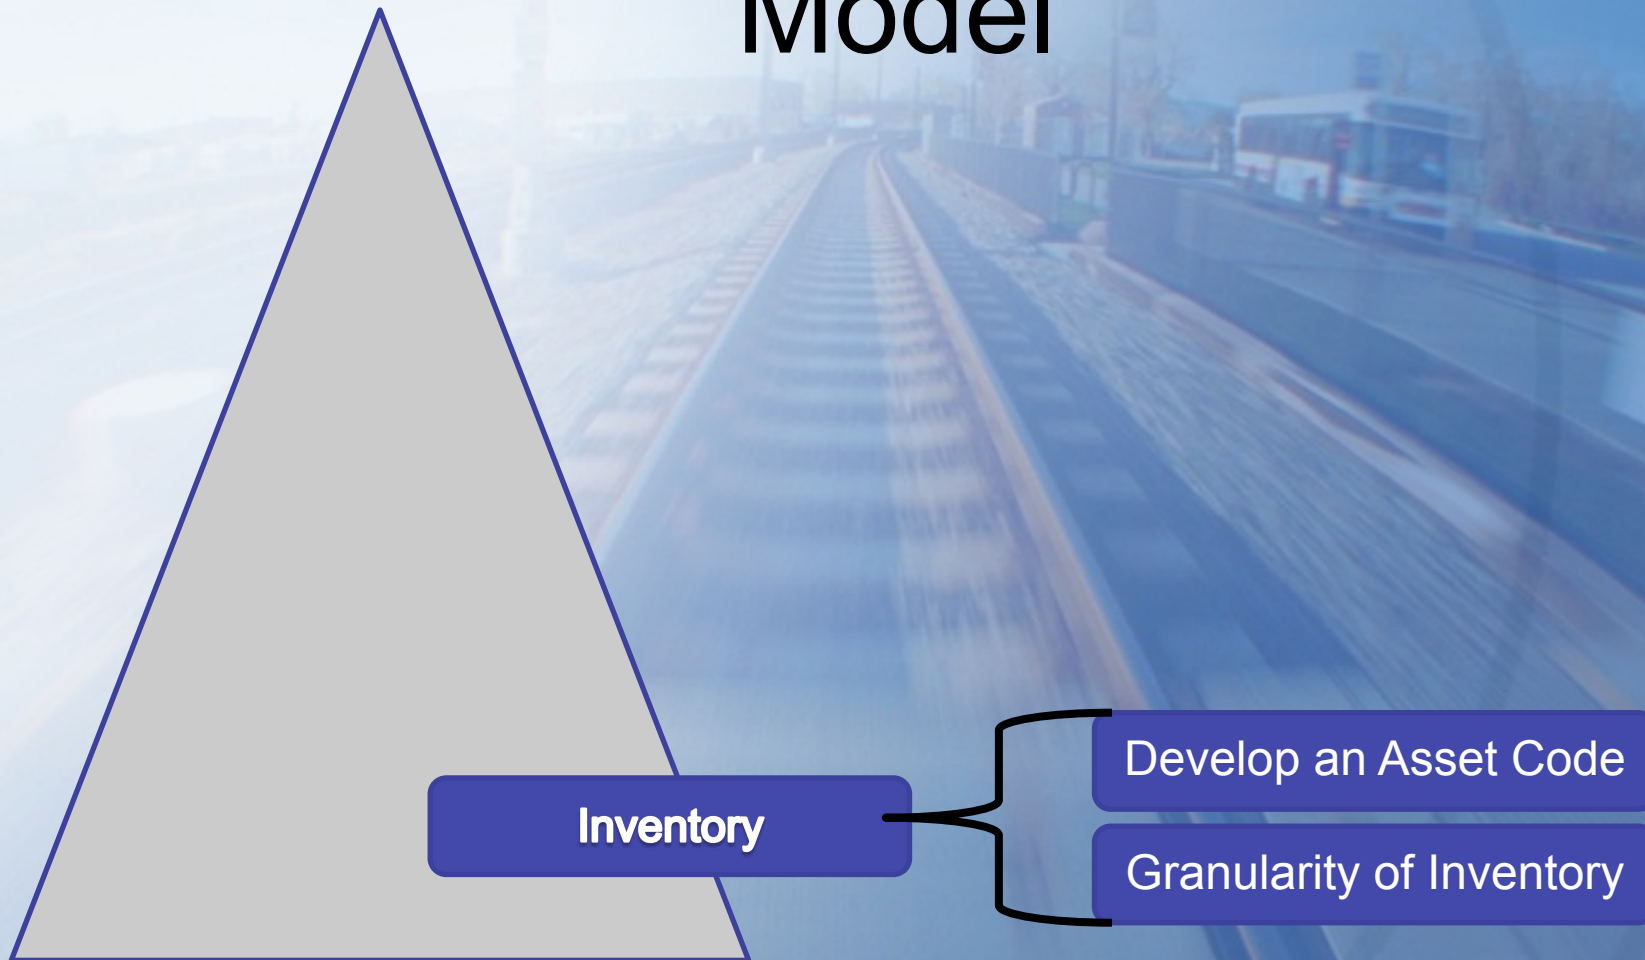 Model
Inventory
Develop an Asset Code
Granularity of Inventory